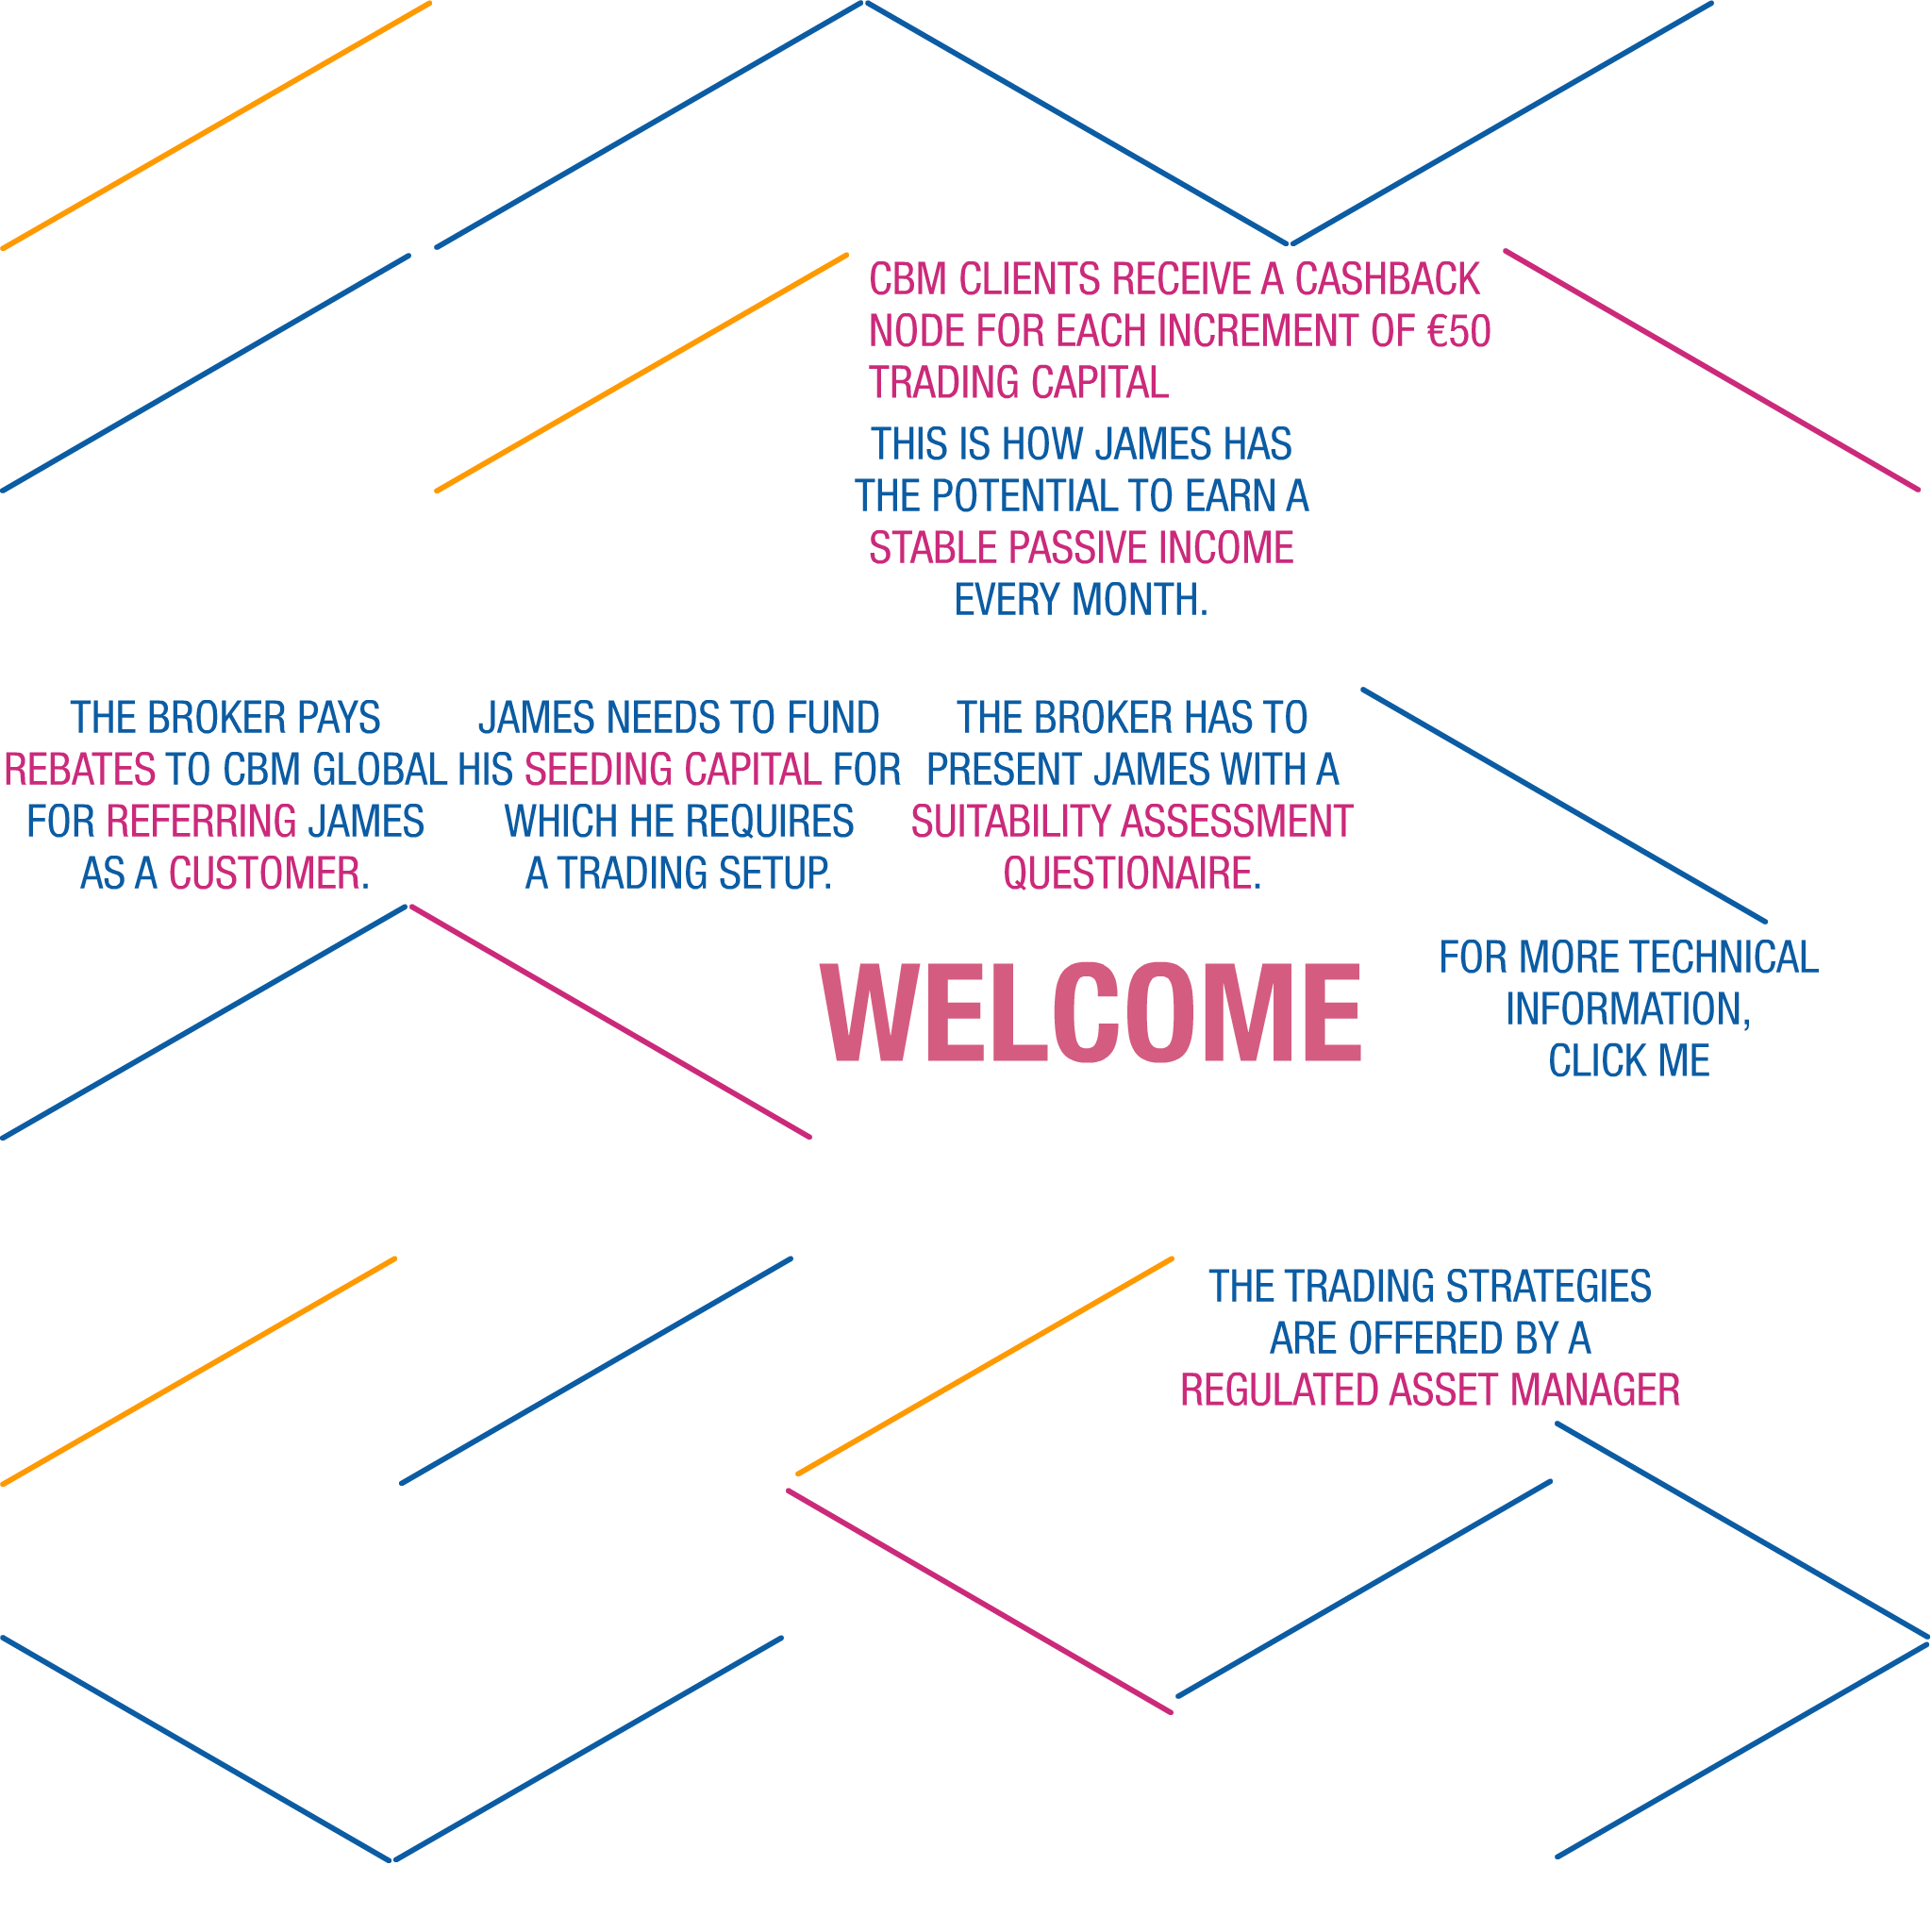 CBM CLIENTS RECEIVE A CASHBACK
NODE FOR EACH INCREMENT OF €50
TRADING CAPITAL
THIS IS HOW JAMES HAS
THE POTENTIAL TO EARN A
STABLE PASSIVE INCOME
EVERY MONTH.
THE BROKER PAYS
REBATES TO CBM GLOBAL
FOR REFERRING JAMES
AS A CUSTOMER.
JAMES NEEDS TO FUND
HIS SEEDING CAPITAL FOR
WHICH HE REQUIRES
A TRADING SETUP.
THE BROKER HAS TO
PRESENT JAMES WITH A
SUITABILITY ASSESSMENT
QUESTIONAIRE.
WELCOME
FOR MORE TECHNICAL
INFORMATION,
CLICK ME
THE TRADING STRATEGIES
ARE OFFERED BY A
REGULATED ASSET MANAGER